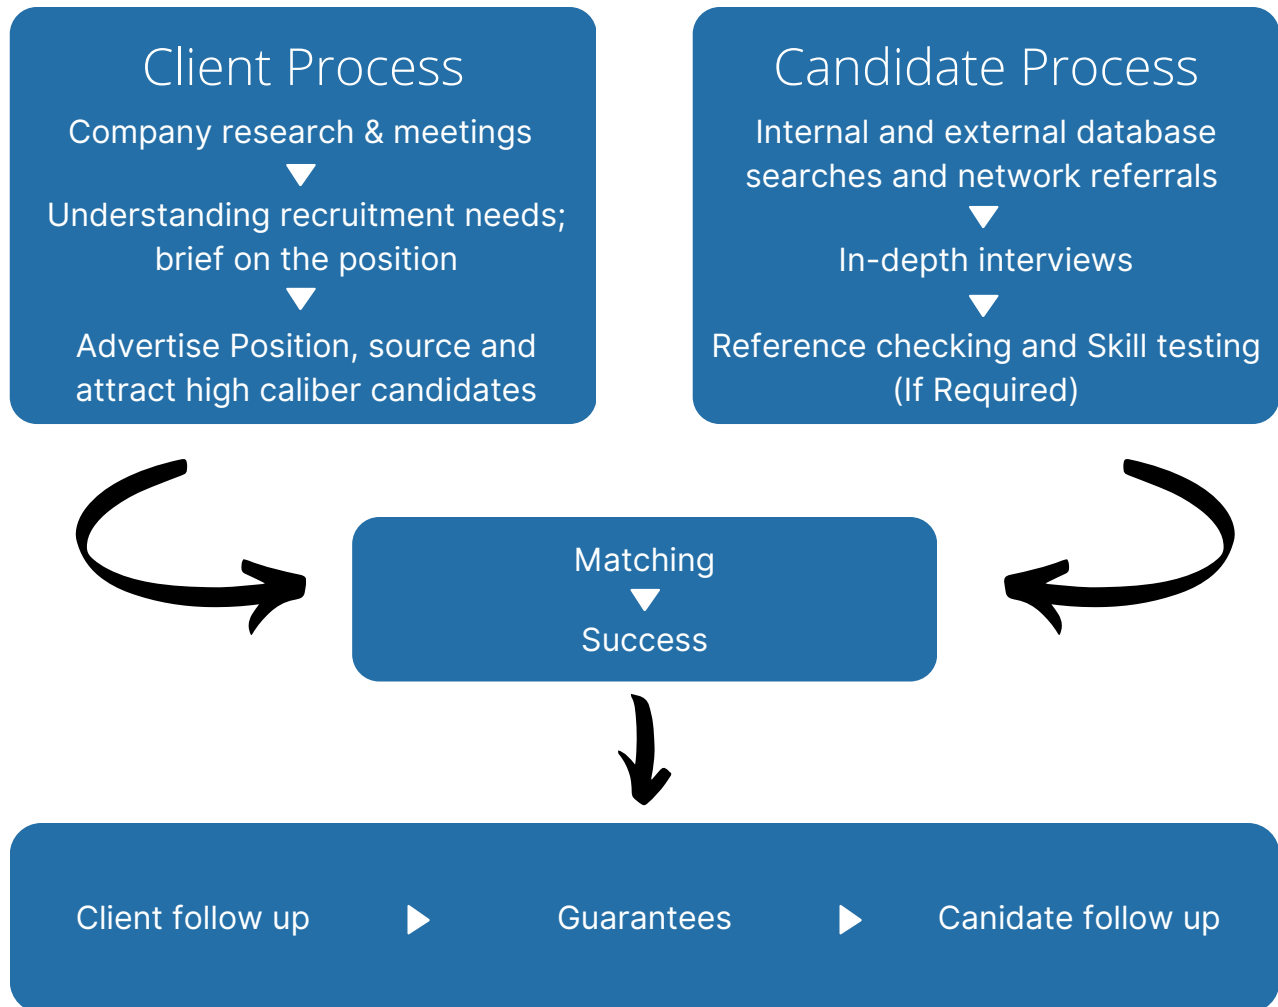 Client Process
Company research & meetings
Understanding recruitment needs;
brief on the position
Advertise Position, source and
attract high caliber candidates
Candidate Process
Internal and external database
searches and network referrals
In-depth interviews
Reference checking and Skill testing
(If Required)
Matching
Success
Client follow up
Guarantees
Canidate follow up